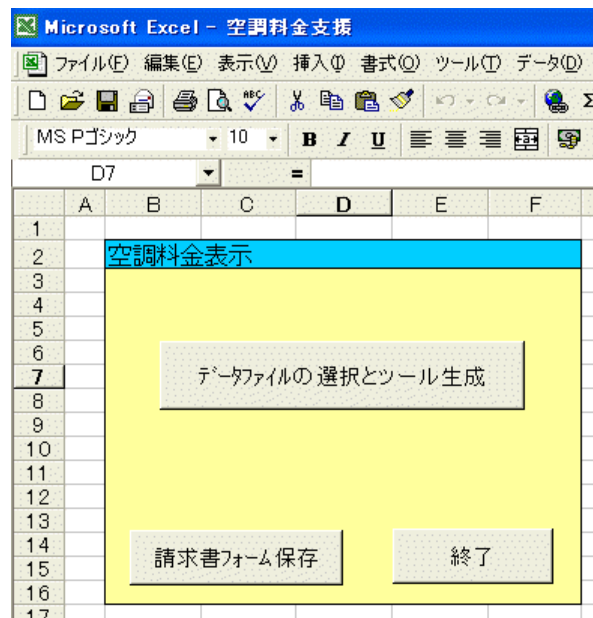 Microsoft Excel - 空調料金支援
ファイル(F) 編集(E) 表示(V) 挿入(I) 書式(O) ツール(T) データ(D)
ABC Σ
MS Pゴシック 10 B I U a
D7 =
A B C D E F
1
2 空調料金表示
3
4
5
6
7 データファイルの選択とツール生成
8
9
10
11
12
13
14
15 請求書フォーム保存 終了
16
17